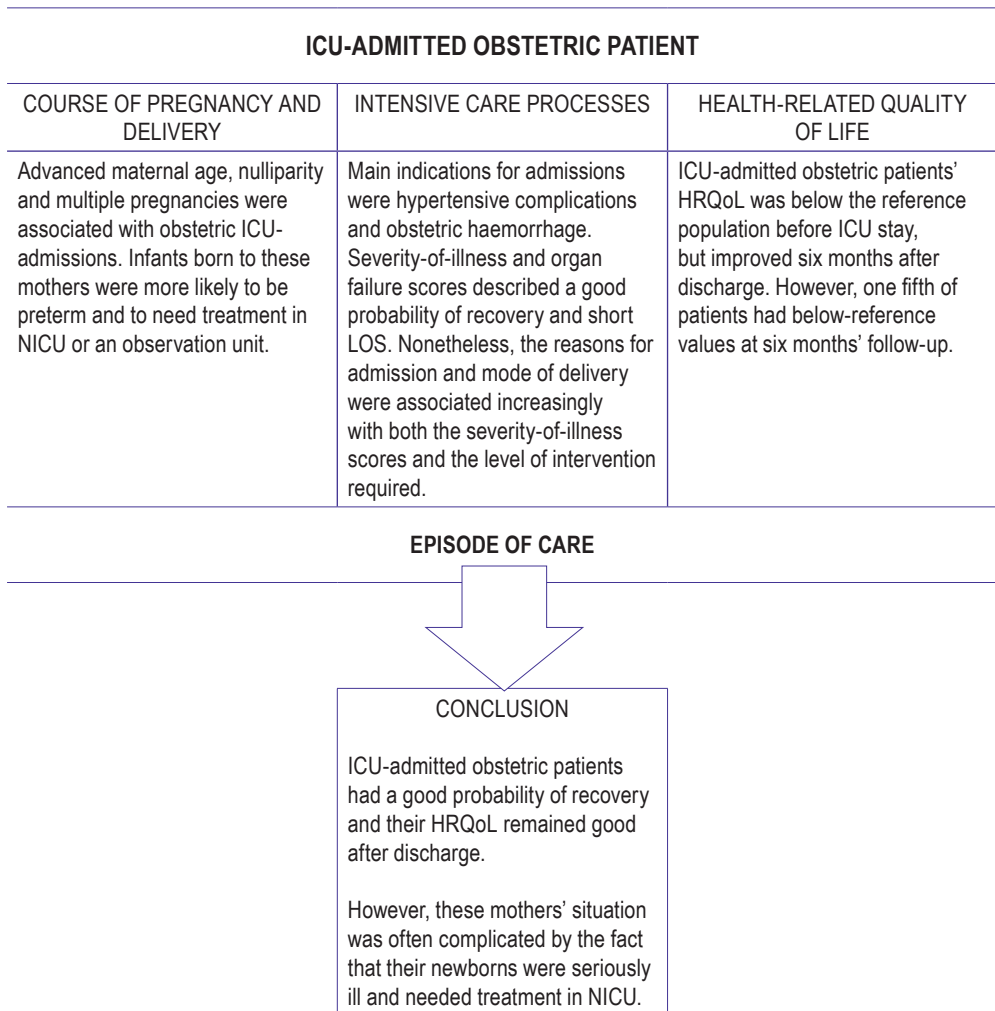 ICU-ADMITTED OBSTETRIC PATIENT
COURSE OF PREGNANCY AND
DELIVERY
Advanced maternal age, nulliparity
and multiple pregnancies were
associated with obstetric ICU-
admissions. Infants born to these
mothers were more likely to be
preterm and to need treatment in
NICU or an observation unit.
INTENSIVE CARE PROCESSES
Main indications for admissions
were hypertensive complications
and obstetric haemorrhage.
Severity-of-illness and organ
failure scores described a good
probability of recovery and short
LOS. Nonetheless, the reasons for
admission and mode of delivery
were associated increasingly
with both the severity-of-illness
scores and the level of intervention
required.
HEALTH-RELATED QUALITY
OF LIFE
ICU-admitted obstetric patients'
HRQoL was below the reference
population before ICU stay,
but improved six months after
discharge. However, one fifth of
patients had below-reference
values at six months' follow-up.
EPISODE OF CARE
CONCLUSION
ICU-admitted obstetric patients
had a good probability of recovery
and their HRQoL remained good
after discharge.
However, these mothers' situation
was often complicated by the fact
that their newborns were seriously
ill and needed treatment in NICU.